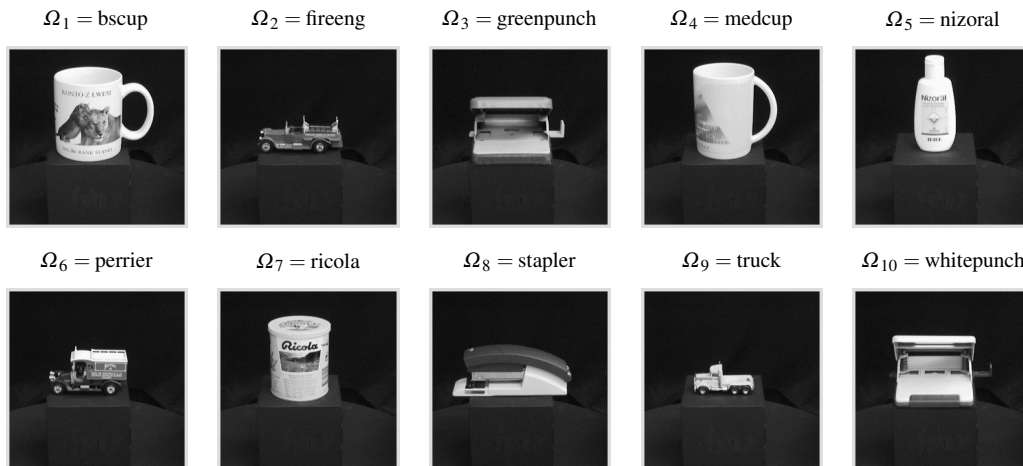 Ω1 = bscup
Ω2 = fireeng
Ω3 = greenpunch
Ω4 = medcup
Ω5 = nizoral
KONTO Z LWEM
Nizoral
Ω6 = perrier
Ω7 = ricola
Ω8 = stapler
Ω9 = truck
Ω10 = whitepunch
Ricola